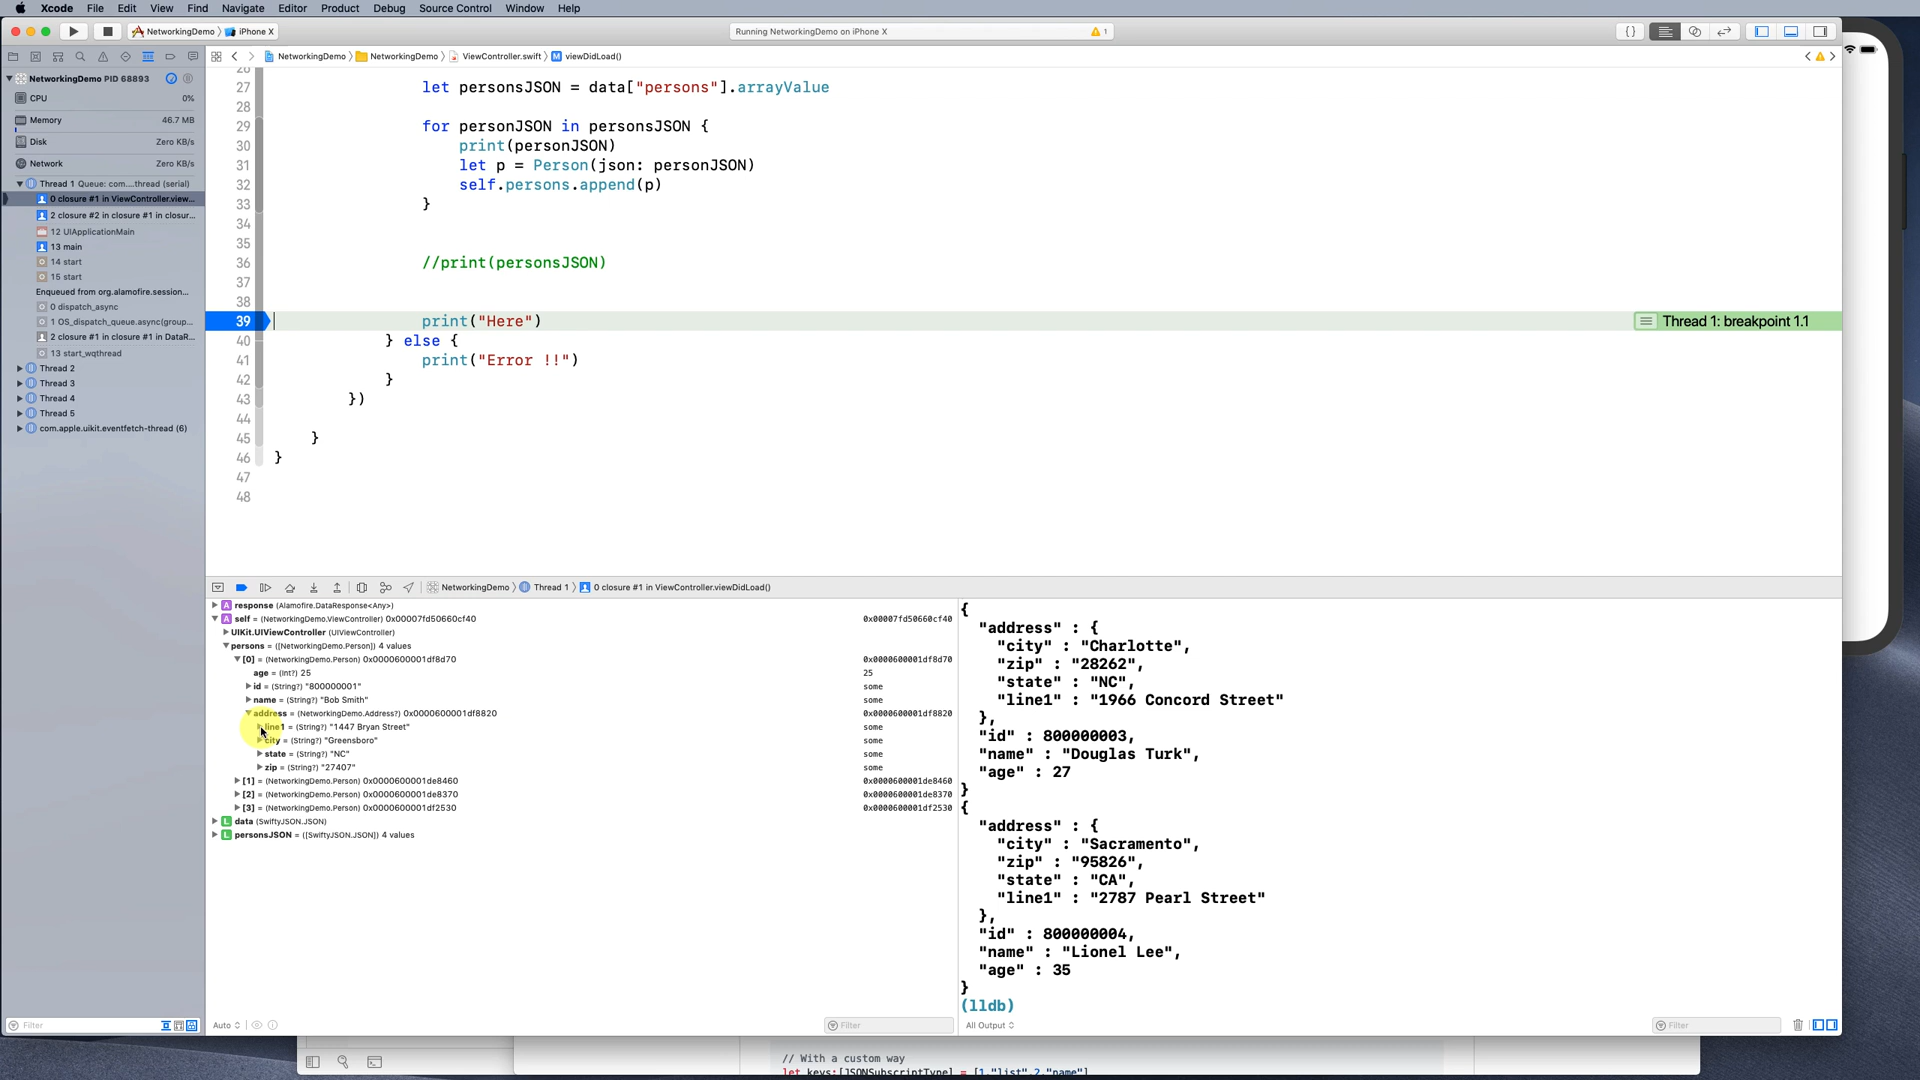 Xcode File Edit View Find Navigate Editor Product Debug Source Control Window Help
NetworkingDemo iPhone X
Running NetworkingDemo on iPhone X
1
NetworkingDemo NetworkingDemo ViewController.swift viewDidLoad()
NetworkingDemo PID 68893
CPU 0%
Memory 46.7 MB
Disk Zero KB/s
Network Zero KB/s
Thread 1 Queue: com....thread (serial)
0 closure #1 in ViewController.view...
2 closure #2 in closure #1 in closur...
12 UIApplicationMain
13 main
14 start
15 start
Enqueued from org.alamofire.session...
0 dispatch_async
1 OS_dispatch_queue.async(group...
2 closure #1 in closure #1 in DataR...
13 start_wqthread
Thread 2
Thread 3
Thread 4
Thread 5
com.apple.uikit.eventfetch-thread (6)
Filter
26
27 let personsJSON = data["persons"].arrayValue
28
29 for personJSON in personsJSON {
30 print(personJSON)
31 let p = Person(json: personJSON)
32 self.persons.append(p)
33 }
34
35
36 //print(personsJSON)
37
38
39 print("Here")
Thread 1: breakpoint 1.1
40 } else {
41 print("Error !!")
42 }
43 })
44
45 }
46 }
47
48
NetworkingDemo Thread 1 0 closure #1 in ViewController.viewDidLoad()
response (Alamofire.DataResponse<Any>)
self = (NetworkingDemo.ViewController) 0x00007fd50660cf40 0x00007fd50660cf40
UIKit.UIViewController (UIViewController)
persons = ([NetworkingDemo.Person]) 4 values
[0] = (NetworkingDemo.Person) 0x0000600001df8d70 0x0000600001df8d70
age = (Int?) 25 25
id = (String?) "800000001" some
name = (String?) "Bob Smith" some
address = (NetworkingDemo.Address?) 0x0000600001df8820 0x0000600001df8820
line1 = (String?) "1447 Bryan Street" some
city = (String?) "Greensboro" some
state = (String?) "NC" some
zip = (String?) "27407" some
[1] = (NetworkingDemo.Person) 0x0000600001de8460 0x0000600001de8460
[2] = (NetworkingDemo.Person) 0x0000600001de8370 0x0000600001de8370
[3] = (NetworkingDemo.Person) 0x0000600001df2530 0x0000600001df2530
data (SwiftyJSON.JSON)
personsJSON = ([SwiftyJSON.JSON]) 4 values
Auto
Filter
{
"address" : {
"city" : "Charlotte",
"zip" : "28262",
"state" : "NC",
"line1" : "1966 Concord Street"
},
"id" : 800000003,
"name" : "Douglas Turk",
"age" : 27
}
{
"address" : {
"city" : "Sacramento",
"zip" : "95826",
"state" : "CA",
"line1" : "2787 Pearl Street"
},
"id" : 800000004,
"name" : "Lionel Lee",
"age" : 35
}
(lldb)
All Output
Filter
// With a custom way
let keys:[JSONSubscriptType] = [1,"list",2,"name"]